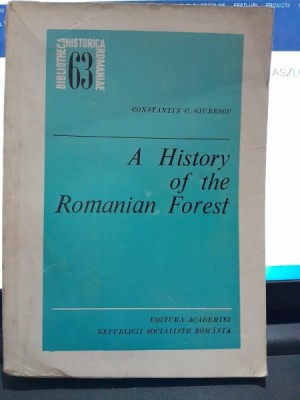 BIBLIOTHECA
HISTORICA
ROMANIAE
63
CONSTANTIN C. GIURESCU
A History
of the
Romanian Forest
EDITURA ACADEMIEI
REPUBLICII SOCIALISTE ROMÂNIA